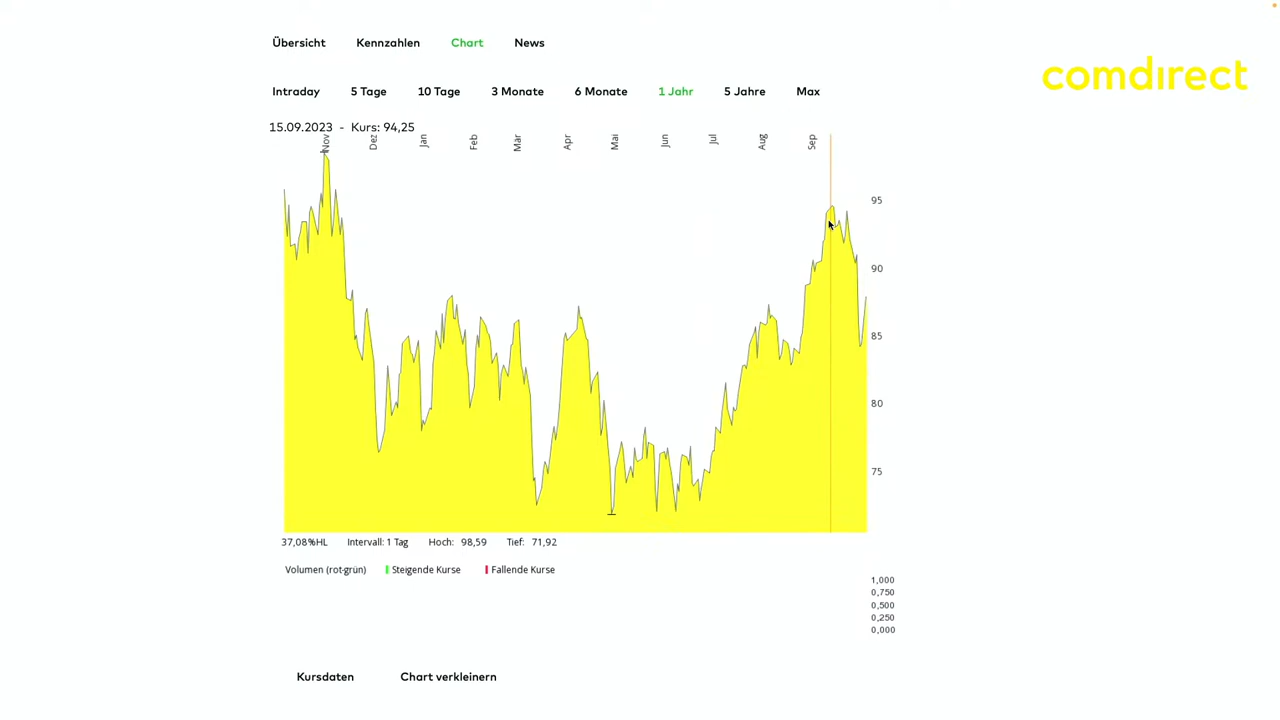 Übersicht Kennzahlen Chart News
comdırect
Intraday 5 Tage 10 Tage 3 Monate 6 Monate 1 Jahr 5 Jahre Max
15.09.2023 - Kurs: 94,25
Nov Dez Jan Feb Mär Apr Mai Jun Jul Aug Sep
95
90
85
80
75
37,08%HL Intervall: 1 Tag Hoch: 98,59 Tief: 71,92
Volumen (rot-grün) Steigende Kurse Fallende Kurse
1,000
0,750
0,500
0,250
0,000
Kursdaten Chart verkleinern